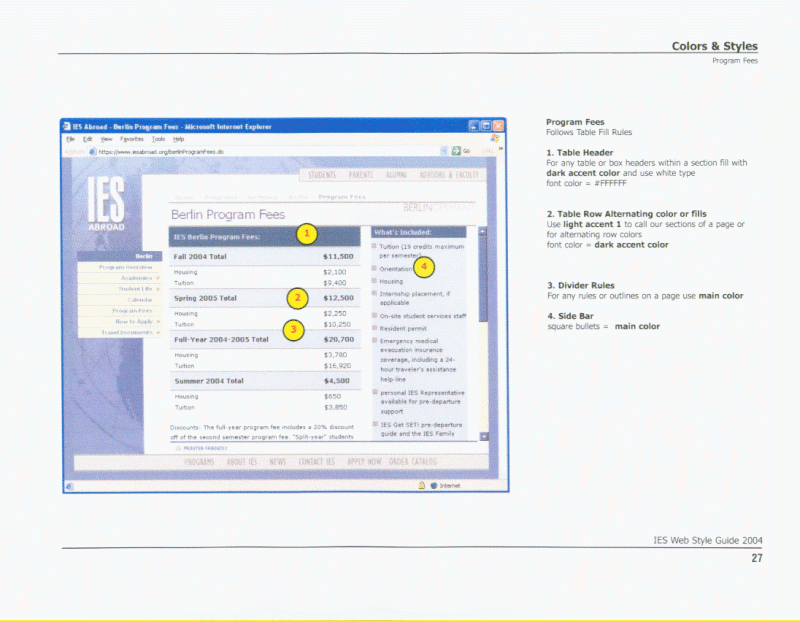 Colors & Styles
Program Fees
IES Abroad - Berlin Program Fees - Microsoft Internet Explorer
File Edit View Favorites Tools Help
https://www.iesabroad.org/berlinProgramFees.do
Go
STUDENTS PARENTS ALUMNI ADVISORS & FACULTY
Program Fees
IES
ABROAD
BERLIN GERMANY
Berlin Program Fees
IES Berlin Program Fees:
1
Fall 2004 Total $11,500
Housing $2,100
Tuition $9,400
Spring 2005 Total 2 $12,500
Housing $2,250
Tuition 3 $10,250
Full-Year 2004-2005 Total $20,700
Housing $3,780
Tuition $16,920
Summer 2004 Total $4,500
Housing $650
Tuition $3,850
Discounts: The full-year program fee includes a 20% discount
off of the second semester program fee. "Split-year" students
PRINTER FRIENDLY
Berlin
Program Overview
Academics
Student Life
Calendar
Program Fees
How to Apply
Travel Documents
What's Included:
Tuition (19 credits maximum
per semester)
Orientation 4
Housing
Internship placement, if
applicable
On-site student services staff
Resident permit
Emergency medical
evacuation insurance
coverage, including a 24-
hour traveler's assistance
help-line
personal IES Representative
available for pre-departure
support
IES Get SET! pre-departure
guide and the IES Family
PROGRAMS ABOUT IES NEWS CONTACT IES APPLY NOW ORDER CATALOG
Internet
Program Fees
Follows Table Fill Rules
1. Table Header
For any table or box headers within a section fill with
dark accent color and use white type
font color = #FFFFFF
2. Table Row Alternating color or fills
Use light accent 1 to call our sections of a page or
for alternating row colors
font color = dark accent color
3. Divider Rules
For any rules or outlines on a page use main color
4. Side Bar
square bullets = main color
IES Web Style Guide 2004
27